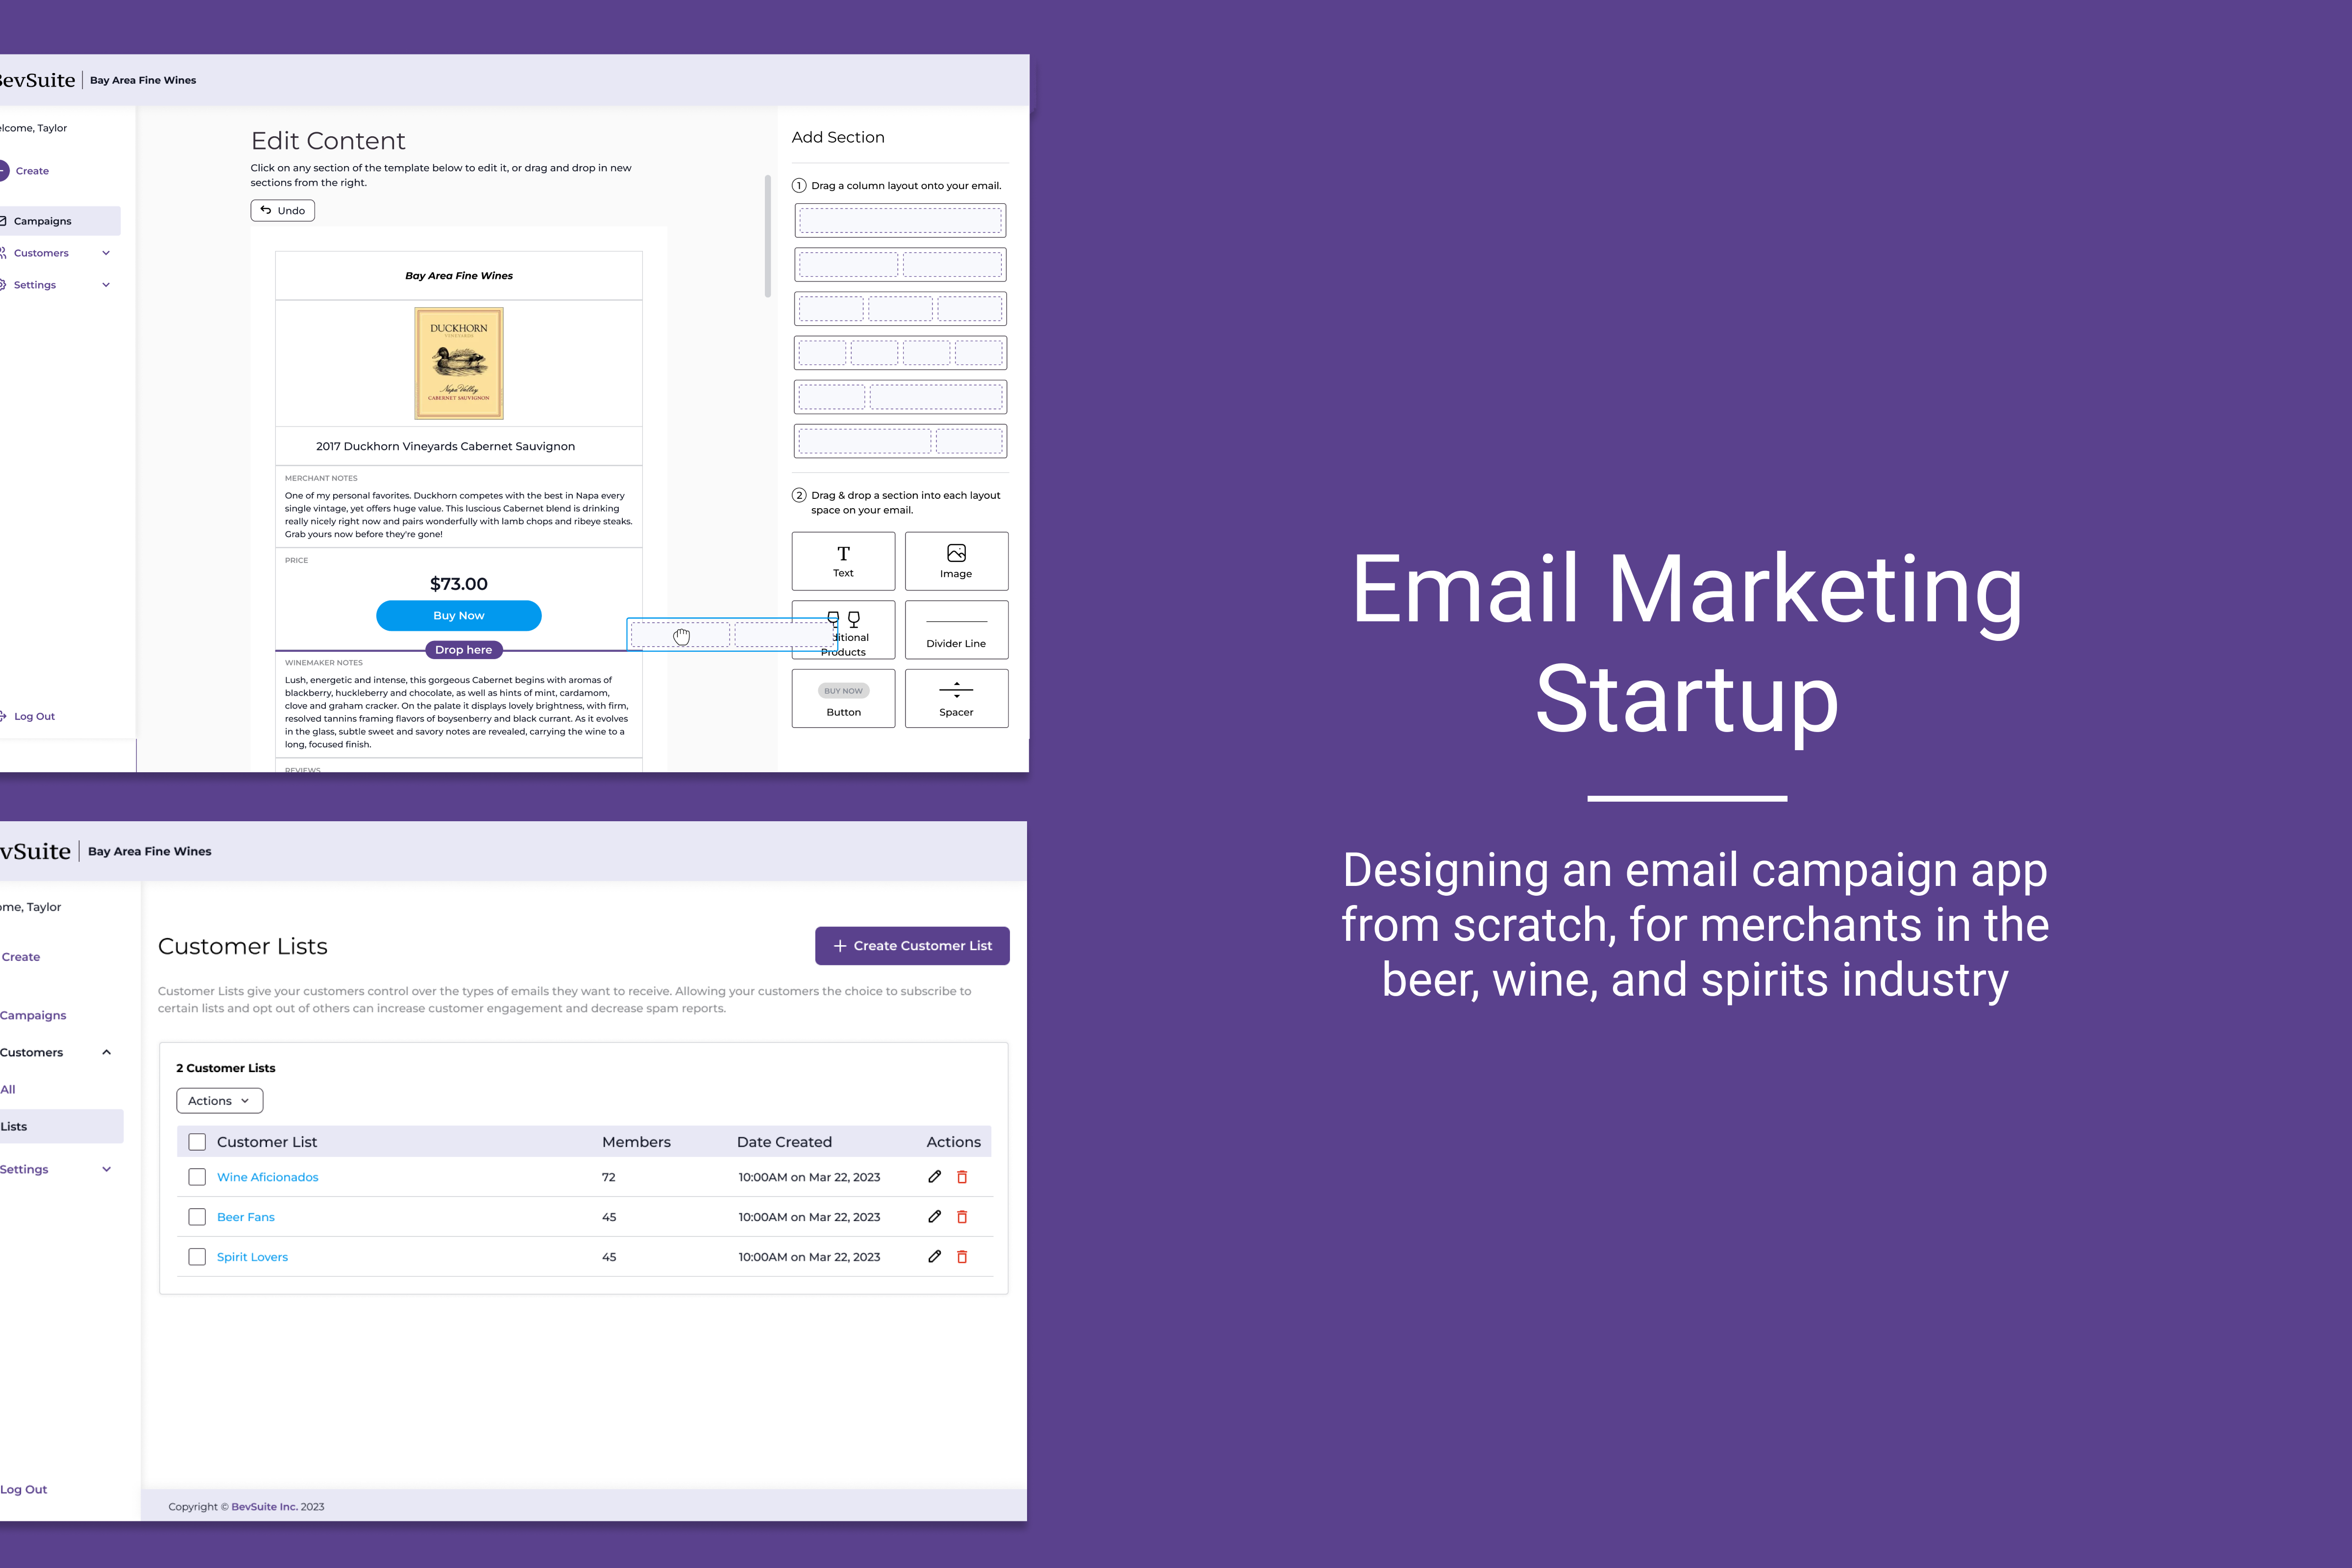 BevSuite | Bay Area Fine Wines
elcome, Taylor
Create
Campaigns
Customers
Settings
Log Out
Edit Content
Click on any section of the template below to edit it, or drag and drop in new
sections from the right.
Undo
Bay Area Fine Wines
DUCKHORN
VINEYARDS
Napa Valley
CABERNET SAUVIGNON
2017 Duckhorn Vineyards Cabernet Sauvignon
MERCHANT NOTES
One of my personal favorites. Duckhorn competes with the best in Napa every
single vintage, yet offers huge value. This luscious Cabernet blend is drinking
really nicely right now and pairs wonderfully with lamb chops and ribeye steaks.
Grab yours now before they're gone!
PRICE
$73.00
Buy Now
Drop here
WINEMAKER NOTES
Lush, energetic and intense, this gorgeous Cabernet begins with aromas of
blackberry, huckleberry and chocolate, as well as hints of mint, cardamom,
clove and graham cracker. On the palate it displays lovely brightness, with firm,
resolved tannins framing flavors of boysenberry and black currant. As it evolves
in the glass, subtle sweet and savory notes are revealed, carrying the wine to a
long, focused finish.
REVIEWS
Add Section
1 Drag a column layout onto your email.
2 Drag & drop a section into each layout
space on your email.
Text
Image
ditional
Products
Divider Line
BUY NOW
Button
Spacer
vSuite | Bay Area Fine Wines
ome, Taylor
Create
Campaigns
Customers
All
Lists
Settings
Log Out
Customer Lists
+ Create Customer List
Customer Lists give your customers control over the types of emails they want to receive. Allowing your customers the choice to subscribe to
certain lists and opt out of others can increase customer engagement and decrease spam reports.
2 Customer Lists
Actions
Customer List Members Date Created Actions
Wine Aficionados 72 10:00AM on Mar 22, 2023
Beer Fans 45 10:00AM on Mar 22, 2023
Spirit Lovers 45 10:00AM on Mar 22, 2023
Copyright © BevSuite Inc. 2023
Email Marketing
Startup
Designing an email campaign app
from scratch, for merchants in the
beer, wine, and spirits industry